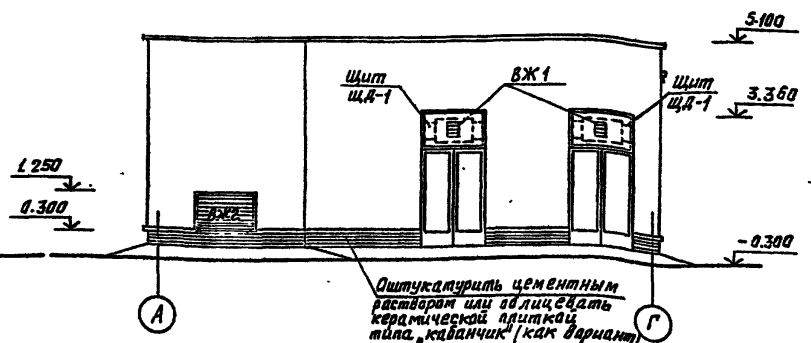 5.100
Щит
ЩД-1
ВЖ1
Щит
ЩД-1
3.360
1.250
0.300
ВЖ2
-0.300
Оштукатурить цементным
раствором или облицевать
керамической плиткой
типа „кабанчик" (как вариант)
А
Г